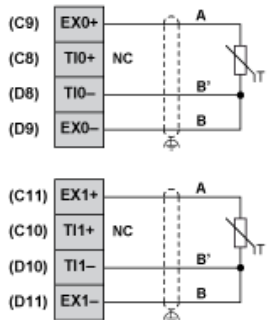 (C9) EX0+ A
(C8) TI0+ NC
T
(D8) TI0– B'
(D9) EX0– B
(C11) EX1+ A
(C10) TI1+ NC
T
(D10) TI1– B'
(D11) EX1– B